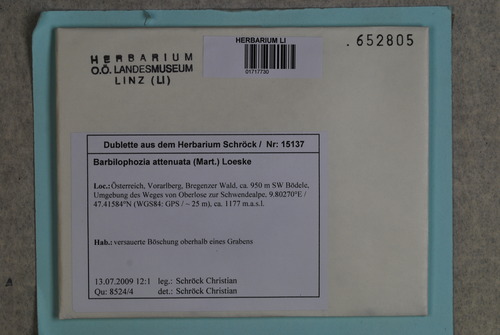 HERBARIUM
O.Ö. LANDESMUSEUM
LINZ (LI)
HERBARIUM LI
01717730
.652805
Dublette aus dem Herbarium Schröck / Nr: 15137
Barbilophozia attenuata (Mart.) Loeske
Loc.: Österreich, Vorarlberg, Bregenzer Wald, ca. 950 m SW Bödele,
Umgebung des Weges von Oberlose zur Schwendealpe. 9.80270°E /
47.41584°N (WGS84: GPS / ~ 25 m), ca. 1177 m.a.s.l.
Hab.: versauerte Böschung oberhalb eines Grabens
13.07.2009 12:1 leg.: Schröck Christian
Qu: 8524/4 det.: Schröck Christian